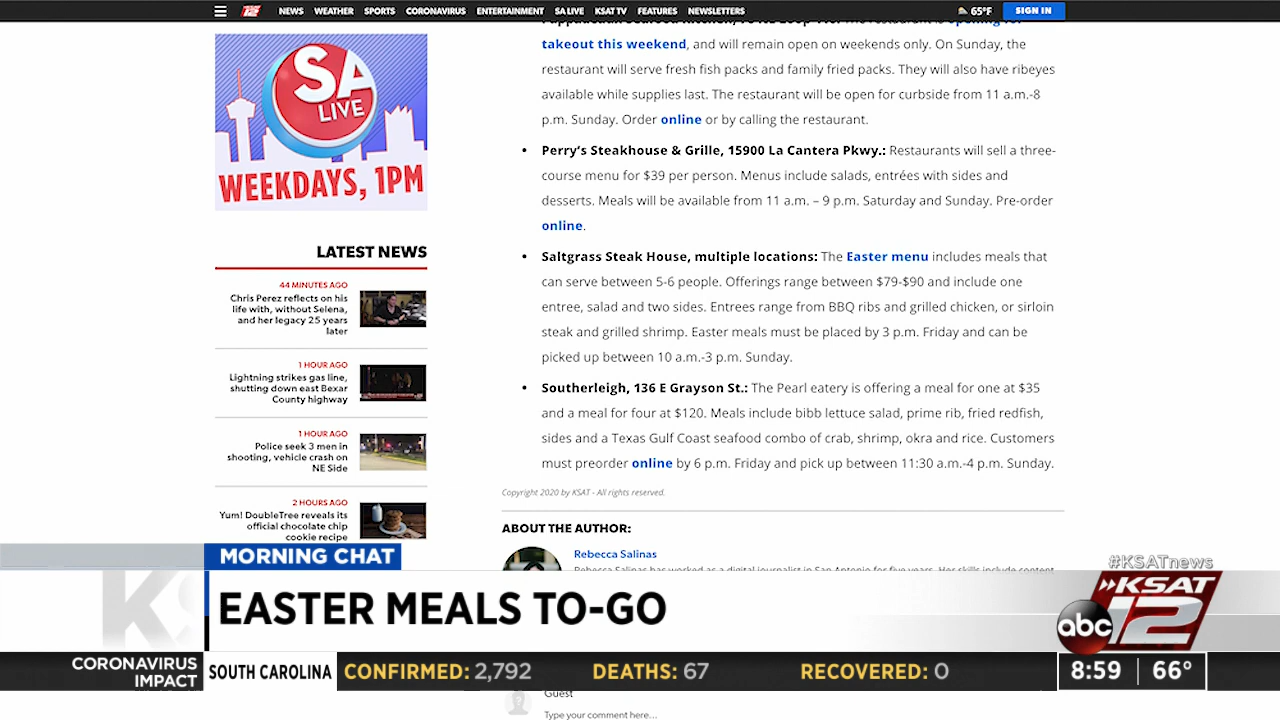 NEWS WEATHER SPORTS CORONAVIRUS ENTERTAINMENT SA LIVE KSAT TV FEATURES NEWSLETTERS 65°F SIGN IN
takeout this weekend, and will remain open on weekends only. On Sunday, the
restaurant will serve fresh fish packs and family fried packs. They will also have ribeyes
available while supplies last. The restaurant will be open for curbside from 11 a.m.-8
p.m. Sunday. Order online or by calling the restaurant.
• Perry's Steakhouse & Grille, 15900 La Cantera Pkwy.: Restaurants will sell a three-
course menu for $39 per person. Menus include salads, entrées with sides and
desserts. Meals will be available from 11 a.m. – 9 p.m. Saturday and Sunday. Pre-order
online.
• Saltgrass Steak House, multiple locations: The Easter menu includes meals that
can serve between 5-6 people. Offerings range between $79-$90 and include one
entree, salad and two sides. Entrees range from BBQ ribs and grilled chicken, or sirloin
steak and grilled shrimp. Easter meals must be placed by 3 p.m. Friday and can be
picked up between 10 a.m.-3 p.m. Sunday.
• Southerleigh, 136 E Grayson St.: The Pearl eatery is offering a meal for one at $35
and a meal for four at $120. Meals include bibb lettuce salad, prime rib, fried redfish,
sides and a Texas Gulf Coast seafood combo of crab, shrimp, okra and rice. Customers
must preorder online by 6 p.m. Friday and pick up between 11:30 a.m.-4 p.m. Sunday.
Copyright 2020 by KSAT - All rights reserved.
ABOUT THE AUTHOR:
Rebecca Salinas
Rebecca Salinas has worked as a digital journalist in San Antonio for five years. Her skills include content
SA
LIVE
WEEKDAYS, 1PM
LATEST NEWS
44 MINUTES AGO
Chris Perez reflects on his
life with, without Selena,
and her legacy 25 years
later
1 HOUR AGO
Lightning strikes gas line,
shutting down east Bexar
County highway
1 HOUR AGO
Police seek 3 men in
shooting, vehicle crash on
NE Side
2 HOURS AGO
Yum! DoubleTree reveals its
official chocolate chip
cookie recipe
MORNING CHAT
#KSATnews
EASTER MEALS TO-GO
KSAT
abc 12
CORONAVIRUS
IMPACT
SOUTH CAROLINA CONFIRMED: 2,792 DEATHS: 67 RECOVERED: 0
8:59 66°
Guest
Type your comment here...